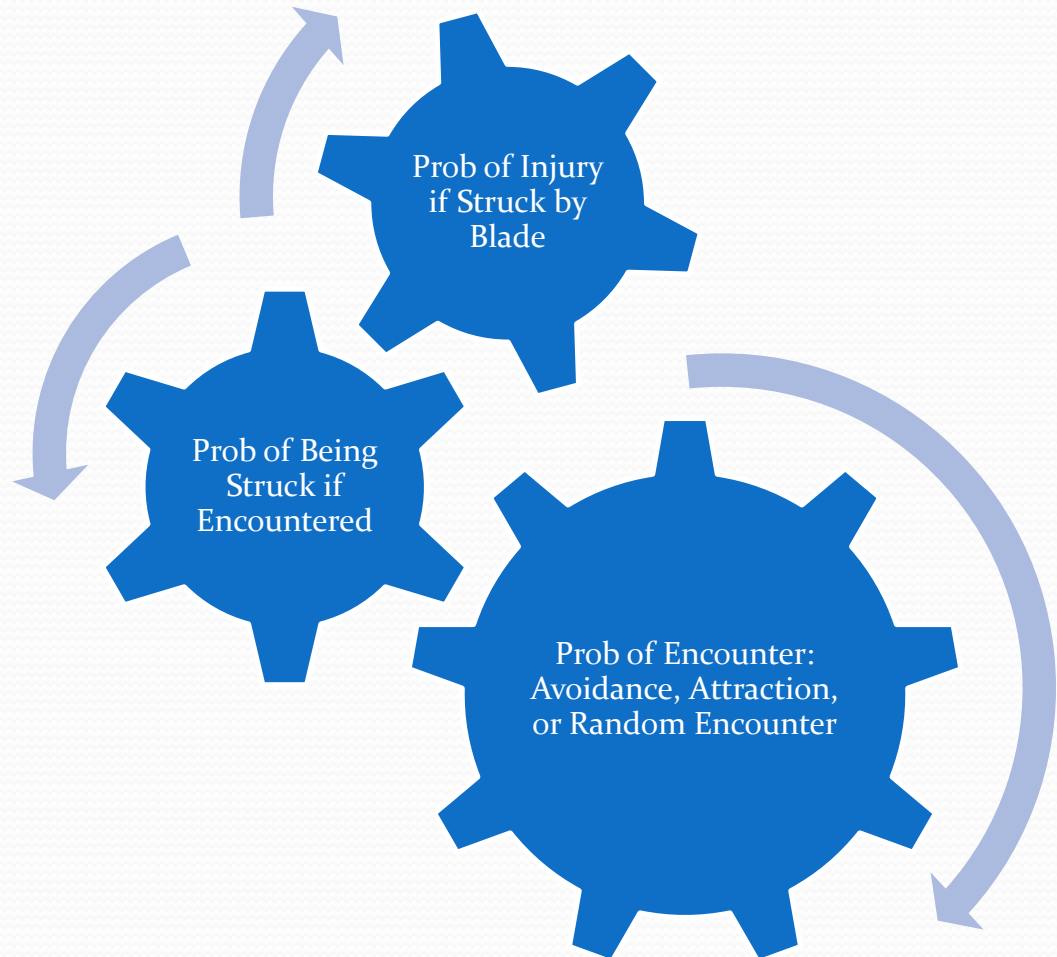 Prob of Injury
if Struck by
Blade
Prob of Being
Struck if
Encountered
Prob of Encounter:
Avoidance, Attraction,
or Random Encounter